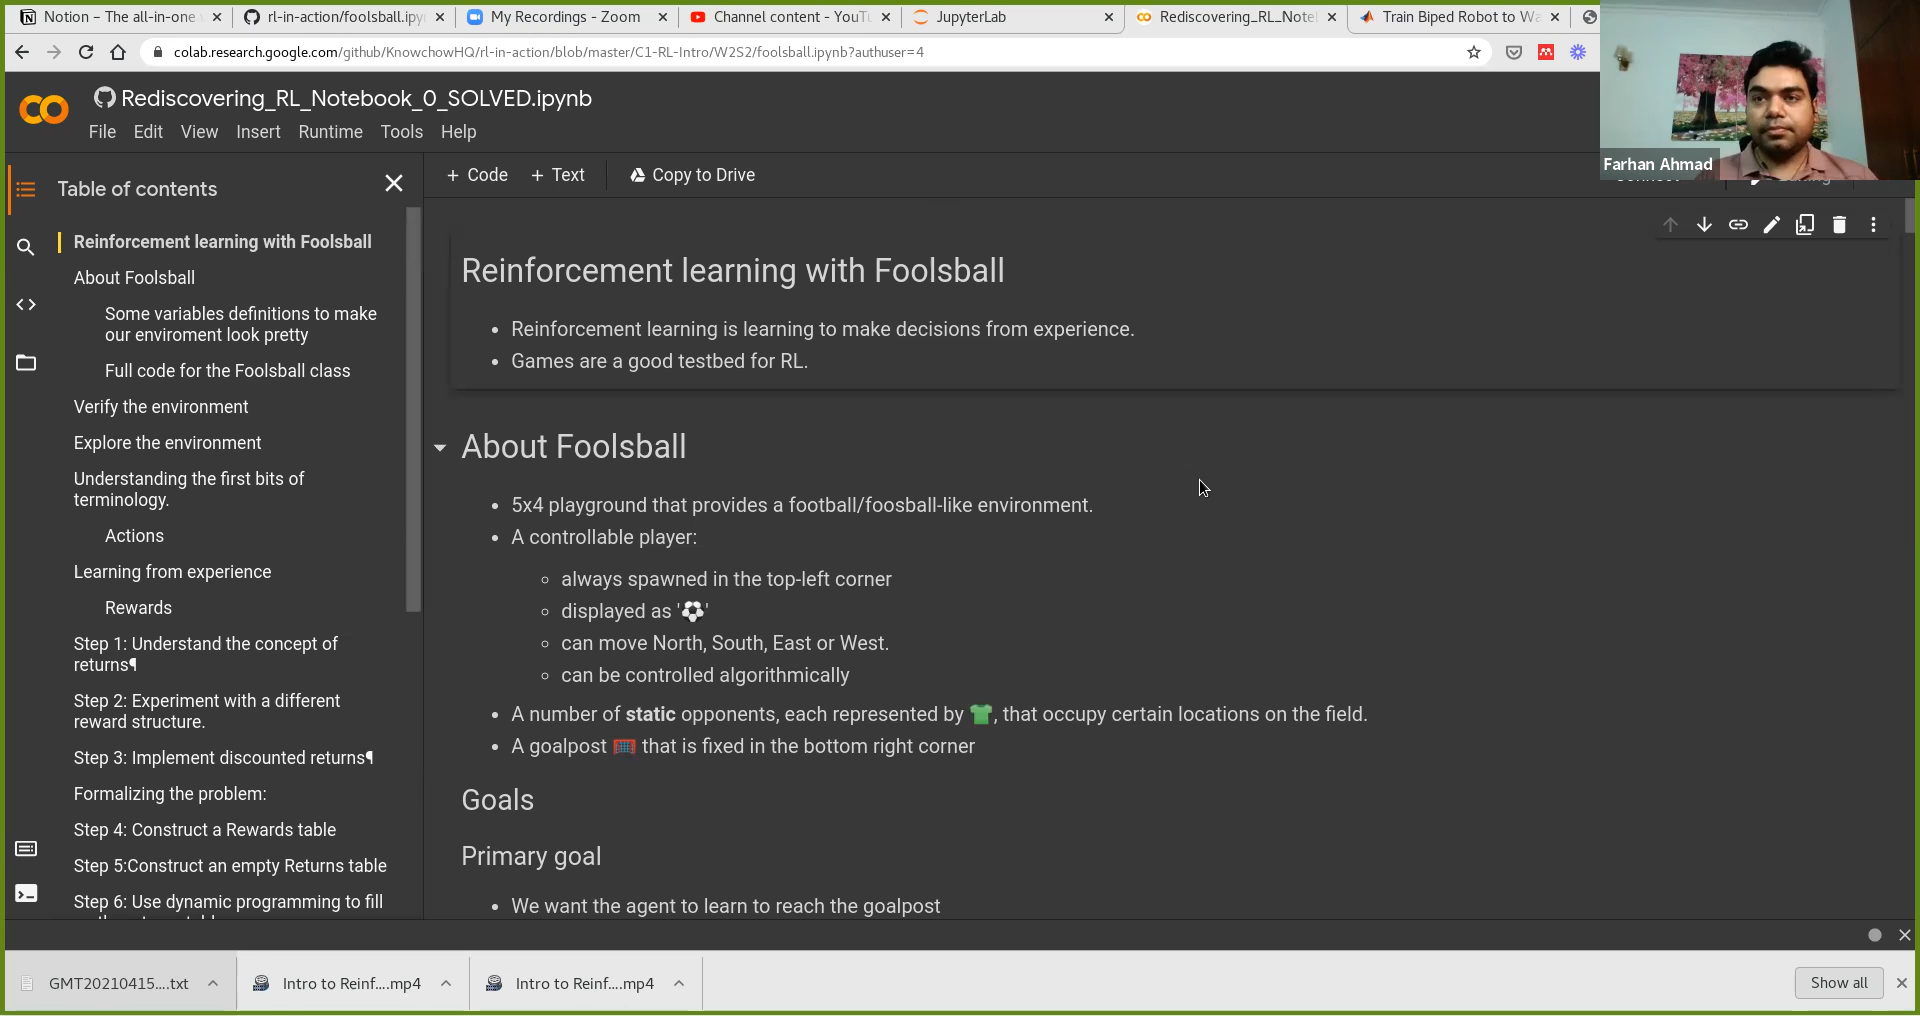 Notion – The all-in-one
rl-in-action/foolsball.ipy
My Recordings - Zoom
Channel content - YouTu
JupyterLab
Rediscovering_RL_Note
Train Biped Robot to Wa
colab.research.google.com/github/KnowchowHQ/rl-in-action/blob/master/C1-RL-Intro/W2S2/foolsball.ipynb?authuser=4
Rediscovering_RL_Notebook_0_SOLVED.ipynb
File Edit View Insert Runtime Tools Help
Farhan Ahmad
Table of contents
+ Code + Text Copy to Drive
Reinforcement learning with Foolsball
About Foolsball
Some variables definitions to make
our enviroment look pretty
Full code for the Foolsball class
Verify the environment
Explore the environment
Understanding the first bits of
terminology.
Actions
Learning from experience
Rewards
Step 1: Understand the concept of
returns¶
Step 2: Experiment with a different
reward structure.
Step 3: Implement discounted returns¶
Formalizing the problem:
Step 4: Construct a Rewards table
Step 5:Construct an empty Returns table
Step 6: Use dynamic programming to fill
Reinforcement learning with Foolsball
• Reinforcement learning is learning to make decisions from experience.
• Games are a good testbed for RL.
About Foolsball
• 5x4 playground that provides a football/foosball-like environment.
• A controllable player:
◦ always spawned in the top-left corner
◦ displayed as '⚽'
◦ can move North, South, East or West.
◦ can be controlled algorithmically
• A number of static opponents, each represented by 👕, that occupy certain locations on the field.
• A goalpost 🥅 that is fixed in the bottom right corner
Goals
Primary goal
• We want the agent to learn to reach the goalpost
GMT20210415....txt
Intro to Reinf....mp4
Intro to Reinf....mp4
Show all